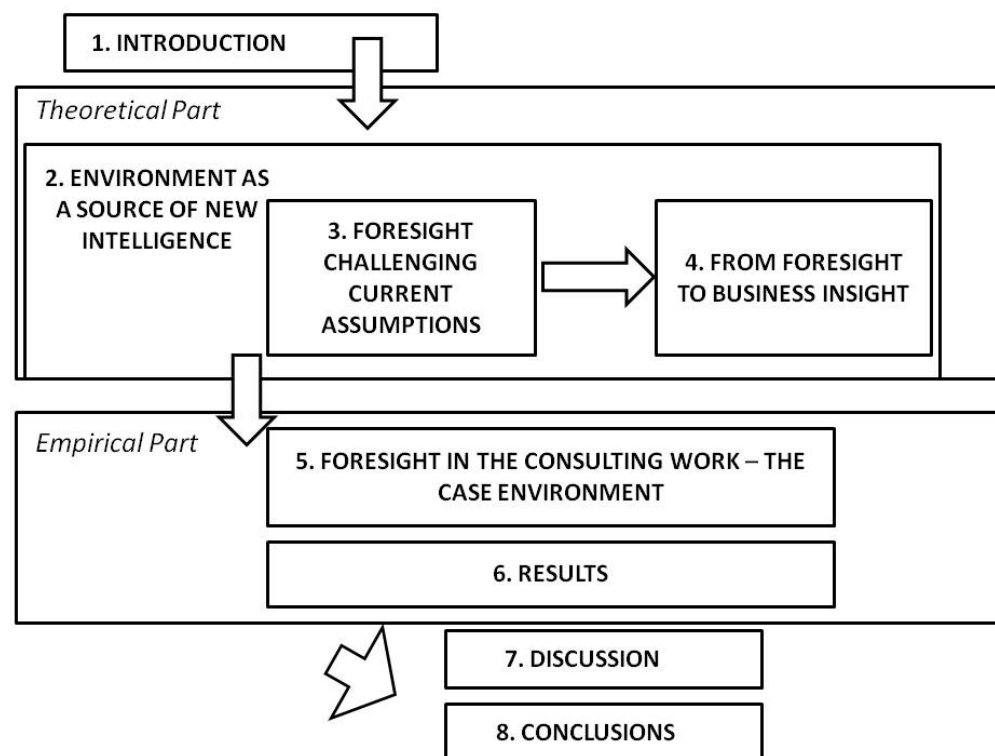 1. INTRODUCTION
Theoretical Part
2. ENVIRONMENT AS
A SOURCE OF NEW
INTELLIGENCE
3. FORESIGHT
CHALLENGING
CURRENT
ASSUMPTIONS
4. FROM FORESIGHT
TO BUSINESS INSIGHT
Empirical Part
5. FORESIGHT IN THE CONSULTING WORK – THE
CASE ENVIRONMENT
6. RESULTS
7. DISCUSSION
8. CONCLUSIONS